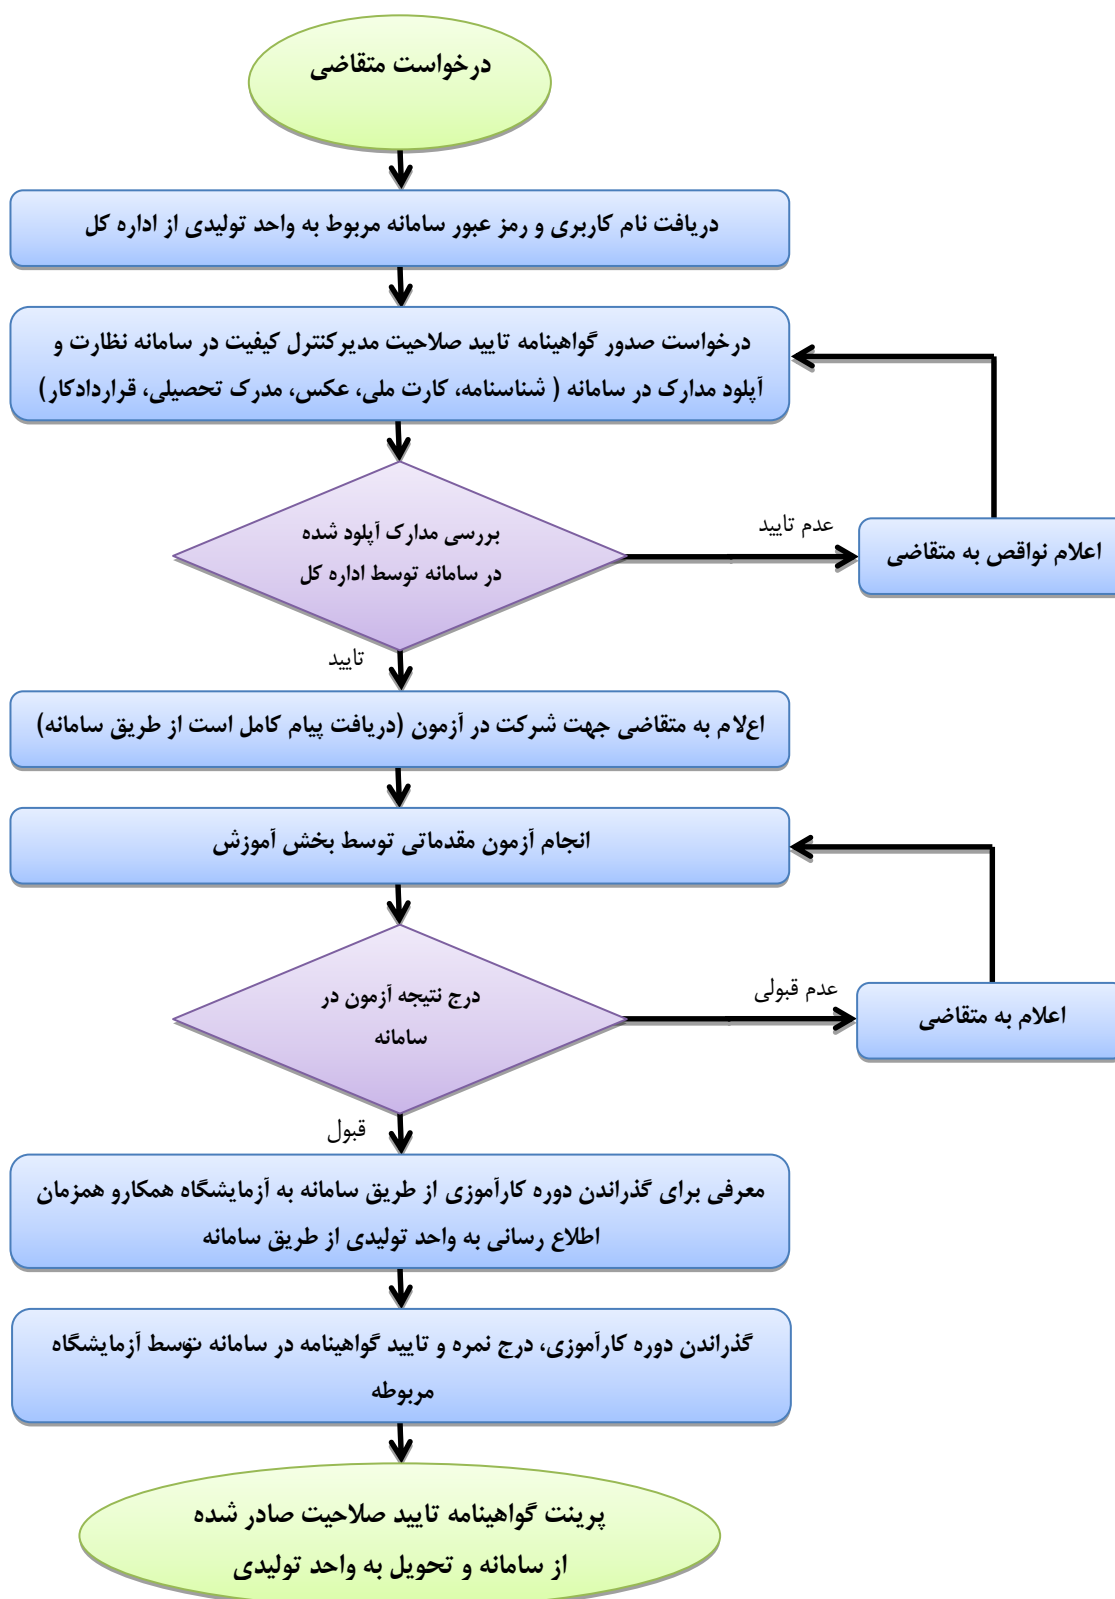 درخواست متقاضی
دریافت نام کاربری و رمز عبور سامانه مربوط به واحد تولیدی از اداره کل
درخواست صدور گواهینامه تایید صلاحیت مدیرکنترل کیفیت در سامانه نظارت و
آپلود مدارک در سامانه ( شناسنامه، کارت ملی، عکس، مدرک تحصیلی، قراردادکار)
بررسی مدارک آپلود شده
در سامانه توسط اداره کل
عدم تایید
اعلام نواقص به متقاضی
تایید
اعلام به متقاضی جهت شرکت در آزمون (دریافت پیام کامل است از طریق سامانه)
انجام آزمون مقدماتی توسط بخش آموزش
درج نتیجه آزمون در
سامانه
عدم قبولی
اعلام به متقاضی
قبول
معرفی برای گذراندن دوره کارآموزی از طریق سامانه به آزمایشگاه همکارو همزمان
اطلاع رسانی به واحد تولیدی از طریق سامانه
گذراندن دوره کارآموزی، درج نمره و تایید گواهینامه در سامانه توسط آزمایشگاه
مربوطه
پرینت گواهینامه تایید صلاحیت صادر شده
از سامانه و تحویل به واحد تولیدی